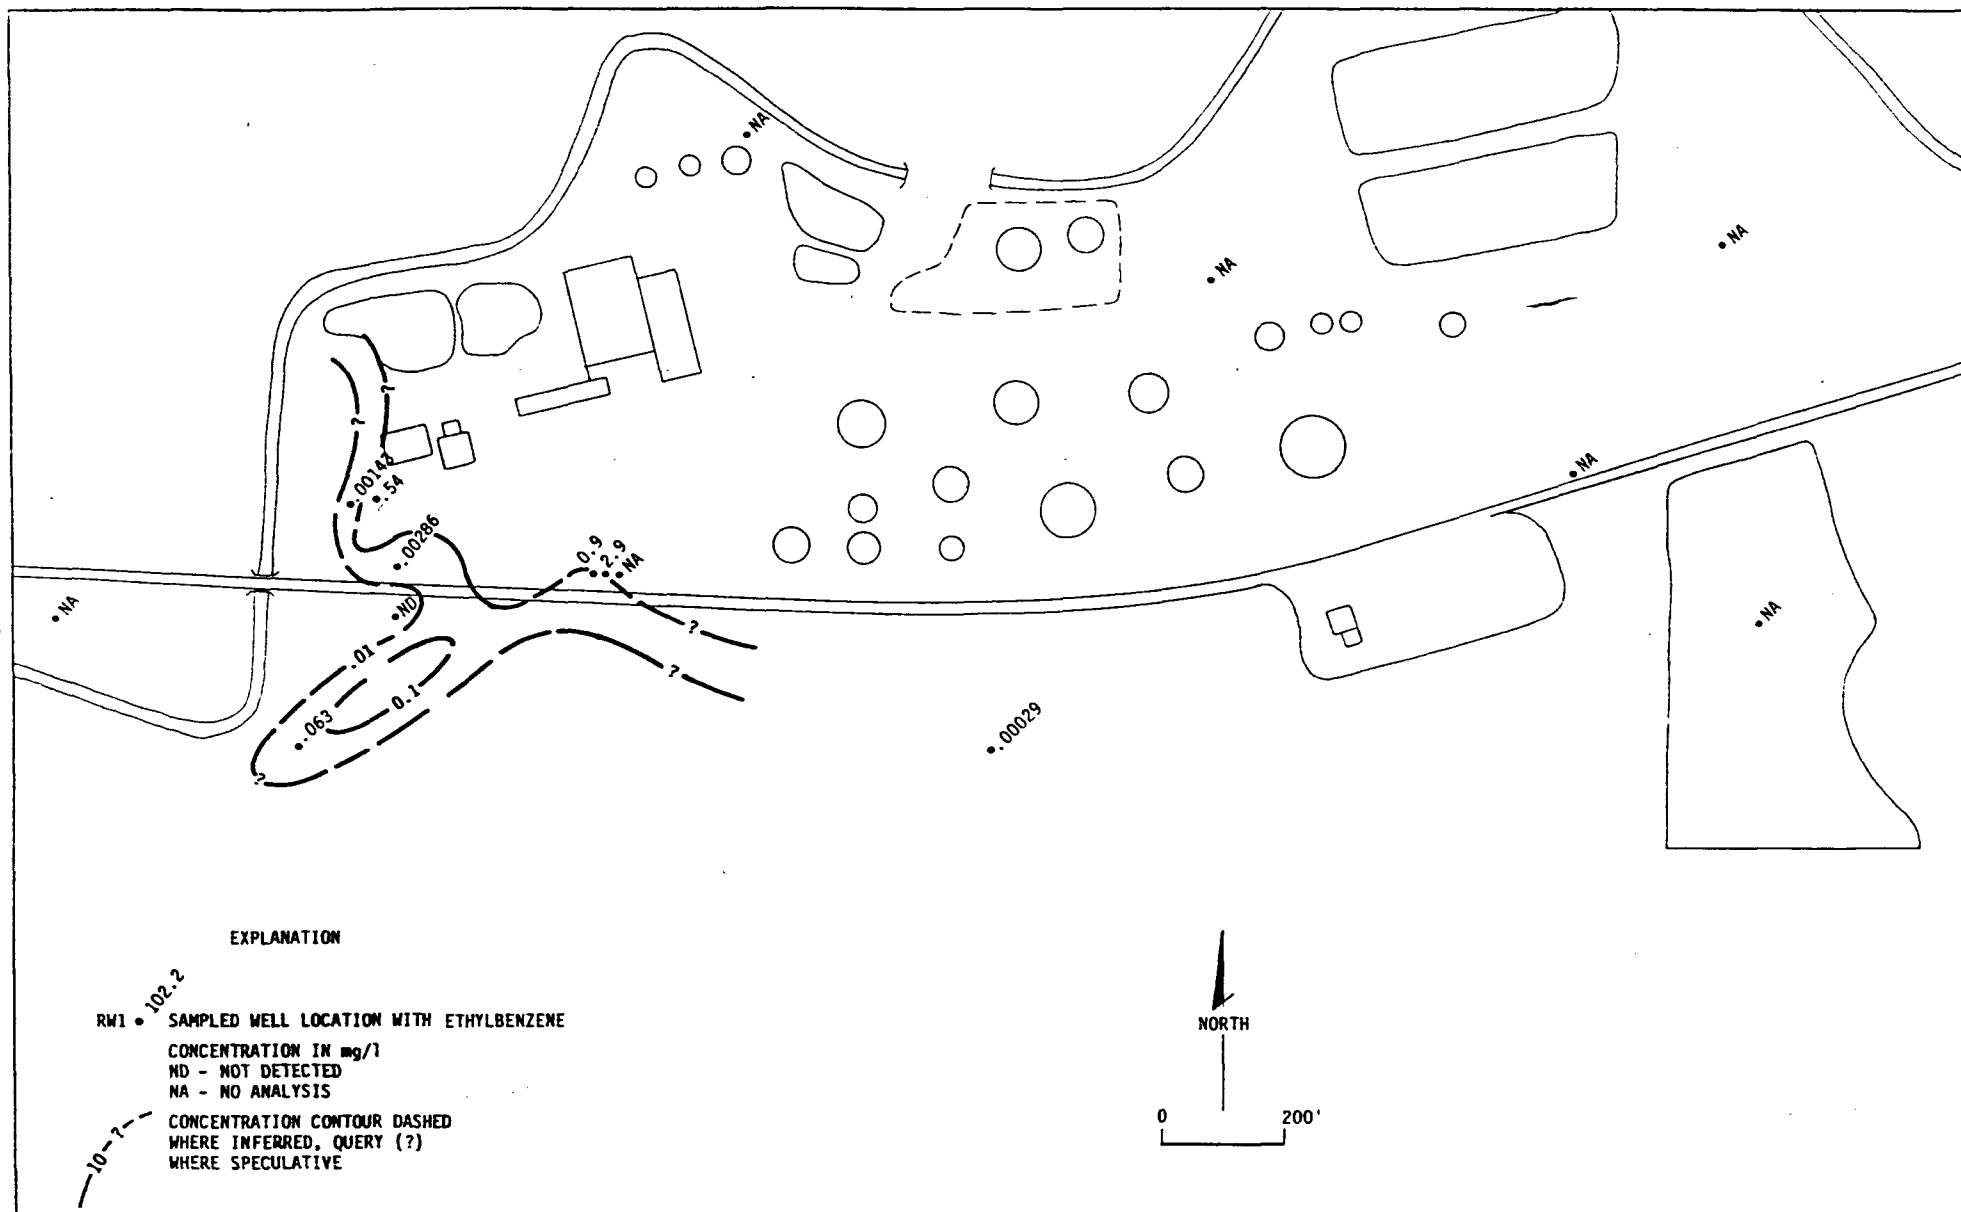 NA
NA
NA
?
?
.00143
.54
NA
.00286
0.9
2.9
NA
NA
ND
NA
?
.01
?
0.1
.063
.00029
?
EXPLANATION
102.2
RW1 • SAMPLED WELL LOCATION WITH ETHYLBENZENE
CONCENTRATION IN mg/l
ND - NOT DETECTED
NA - NO ANALYSIS
CONCENTRATION CONTOUR DASHED
WHERE INFERRED, QUERY (?)
WHERE SPECULATIVE
10-?
NORTH
0 200'